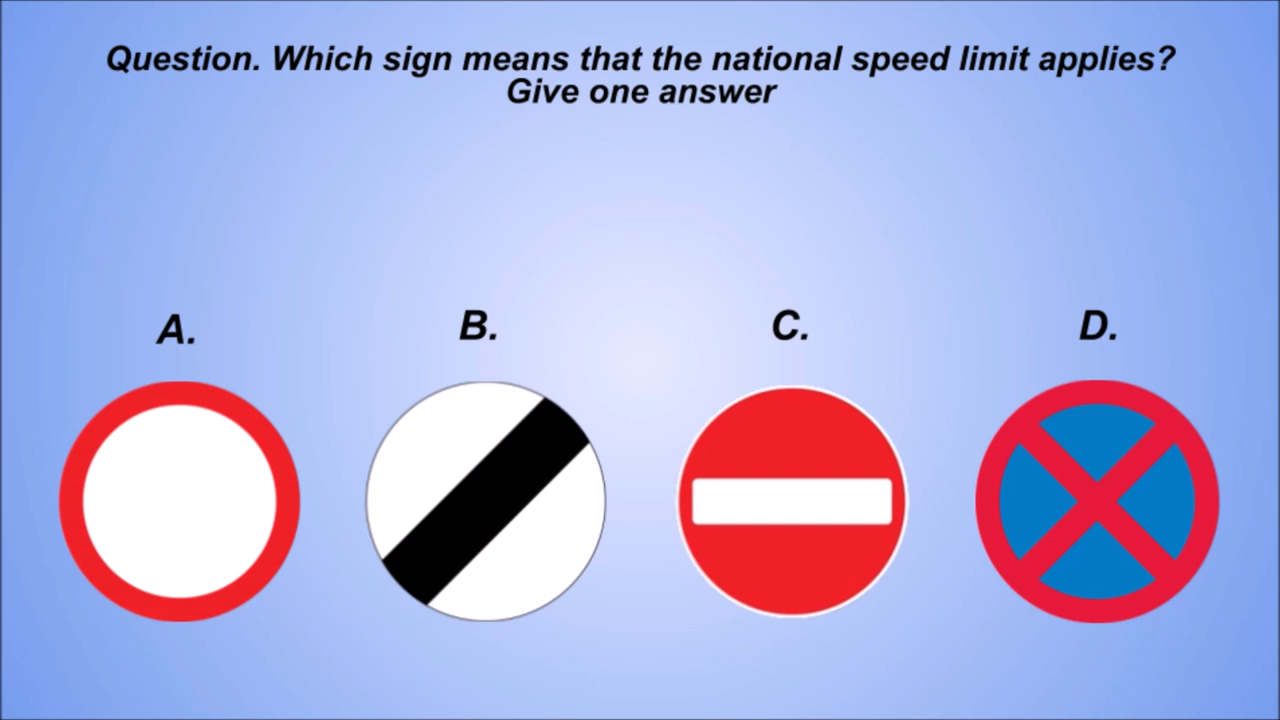 Question. Which sign means that the national speed limit applies?
Give one answer
A.
B.
C.
D.